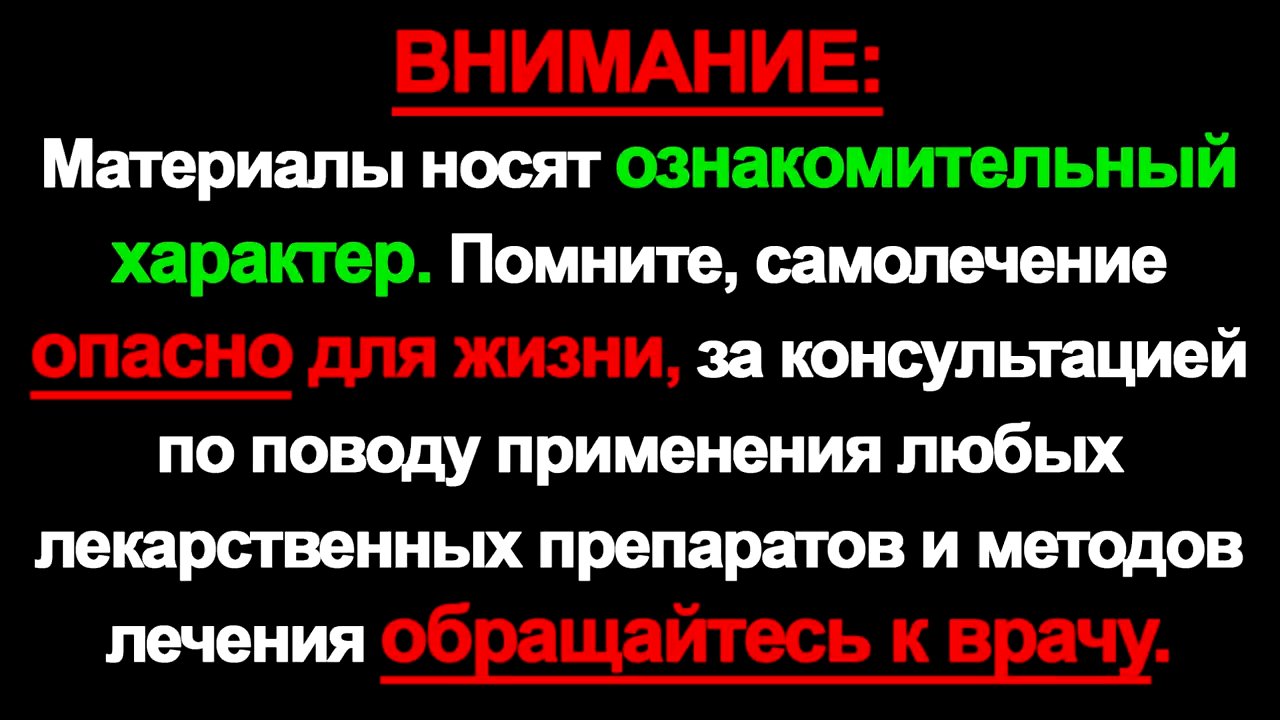 ВНИМАНИЕ:
Материалы носят ознакомительный
характер. Помните, самолечение
опасно для жизни, за консультацией
по поводу применения любых
лекарственных препаратов и методов
лечения обращайтесь к врачу.